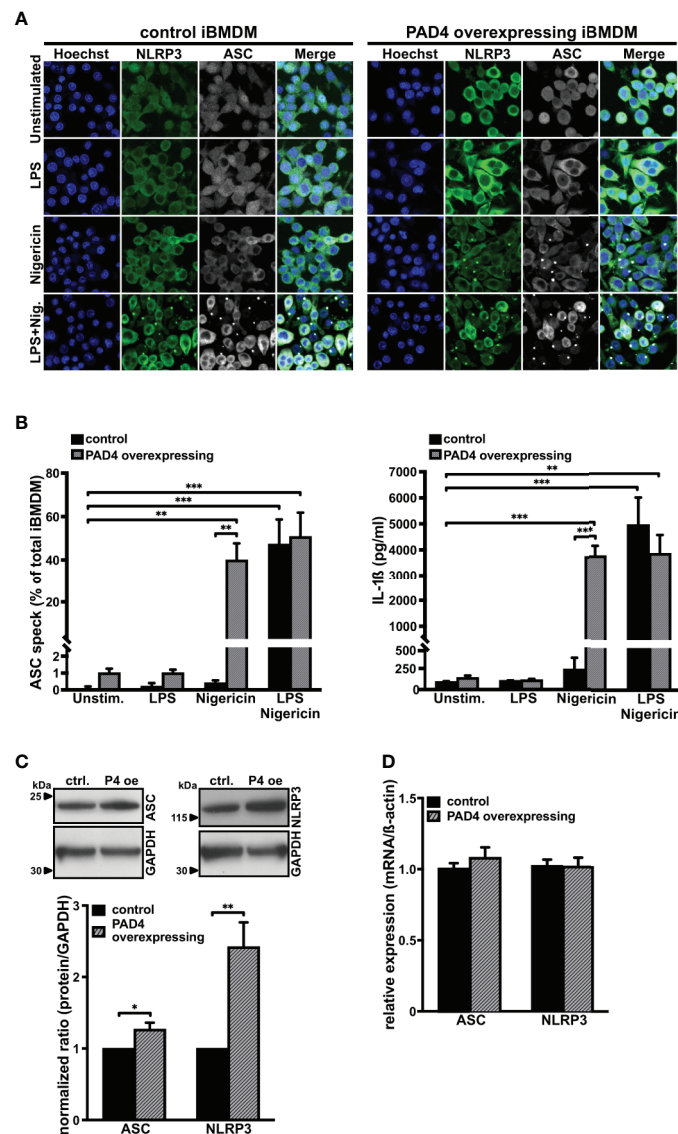 A
control iBMDM
PAD4 overexpressing iBMDM
Hoechst NLRP3 ASC Merge
Hoechst NLRP3 ASC Merge
Unstimulated
LPS
Nigericin
LPS+Nig.
B
control
PAD4 overexpressing
ASC speck (% of total iBMDM)
80
60
40
20
2
1
0
***
***
**
**
Unstim. LPS Nigericin LPS
Nigericin
control
PAD4 overexpressing
IL-1ß (pg/ml)
7000
6000
5000
4000
3000
2000
1000
500
250
0
**
***
***
***
Unstim. LPS Nigericin LPS
Nigericin
C
kDa ctrl. P4 oe
25
ASC
GAPDH
30
kDa ctrl. P4 oe
115
NLRP3
GAPDH
30
control
PAD4
overexpressing
normalized ratio (protein/GAPDH)
3
2
1
0
*
**
ASC NLRP3
D
control
PAD4 overexpressing
relative expression (mRNA/ß-actin)
1.5
1.0
0.5
0
ASC NLRP3